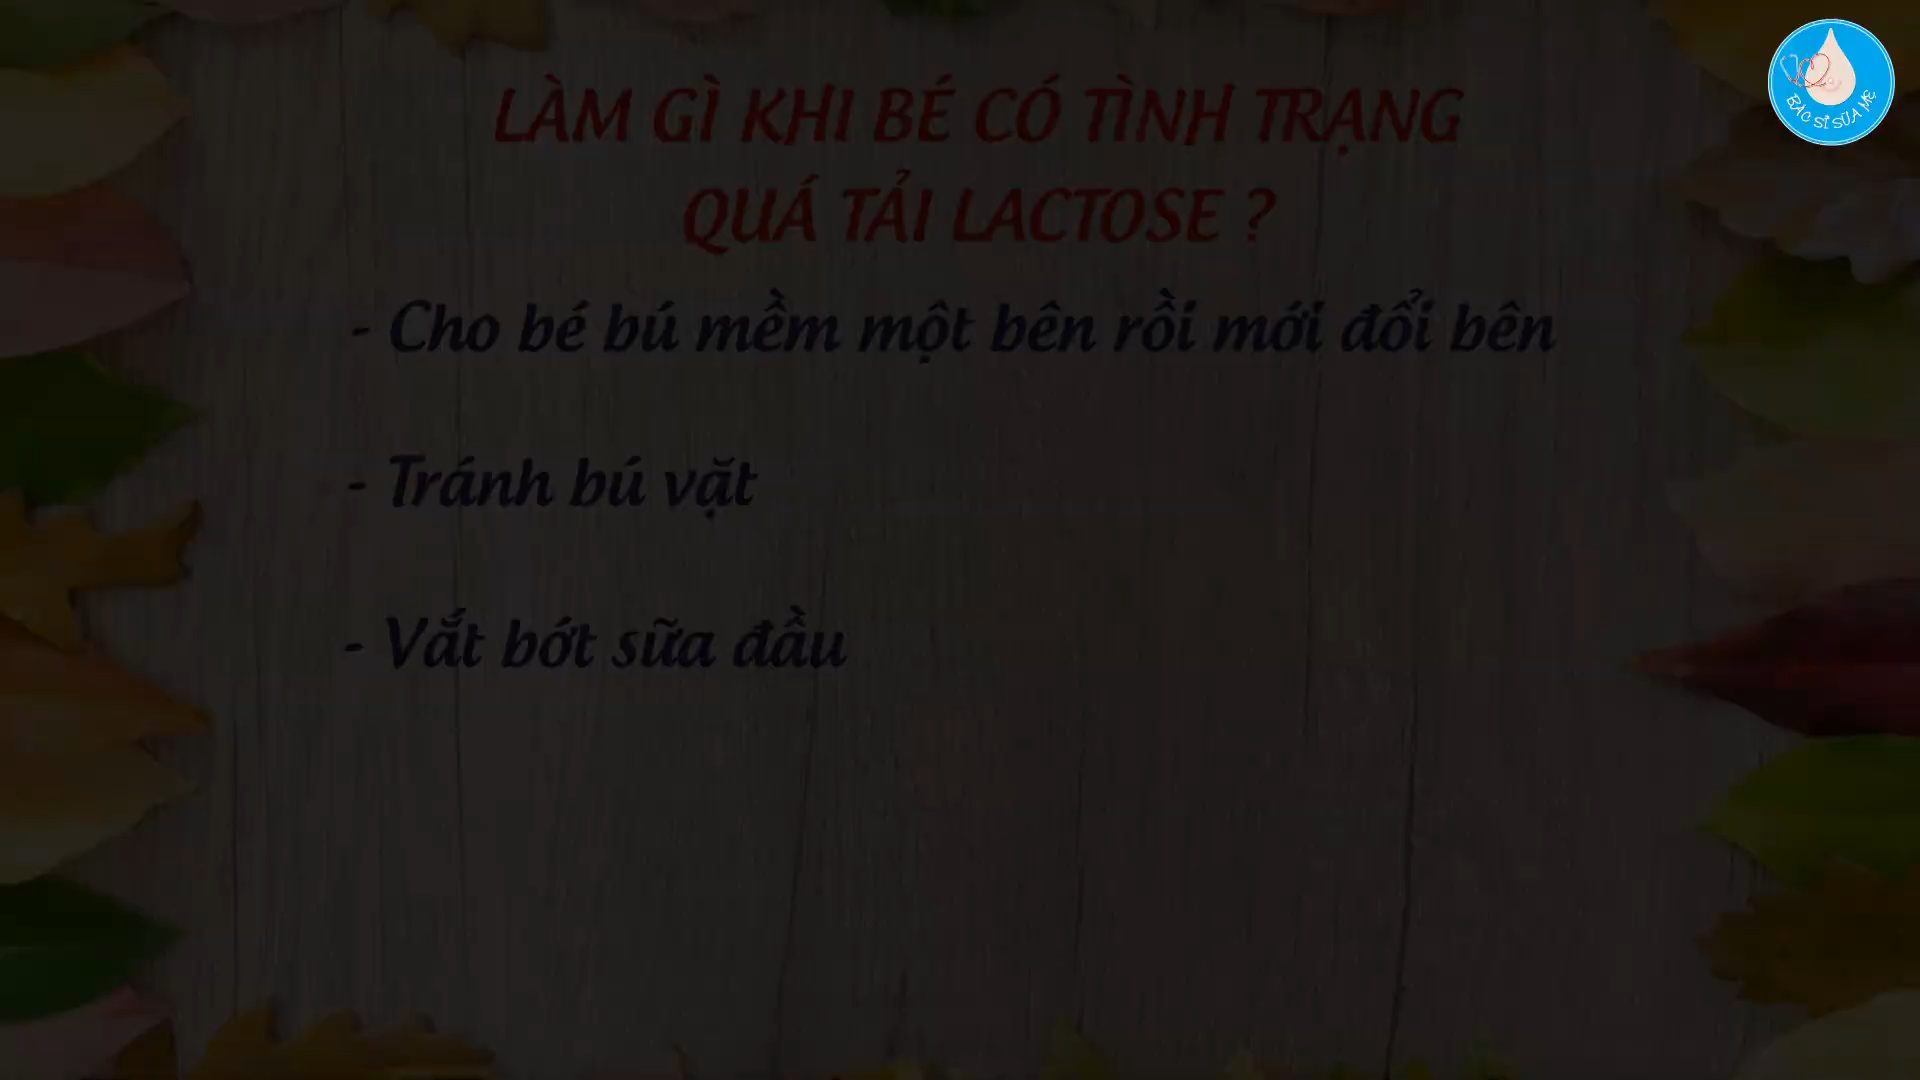 LÀM GÌ KHI BÉ CÓ TÌNH TRẠNG
QUÁ TẢI LACTOSE ?
- Cho bé bú mềm một bên rồi mới đổi bên
- Tránh bú vặt
- Vắt bớt sữa đầu
BÁC SĨ SỮA MẸ